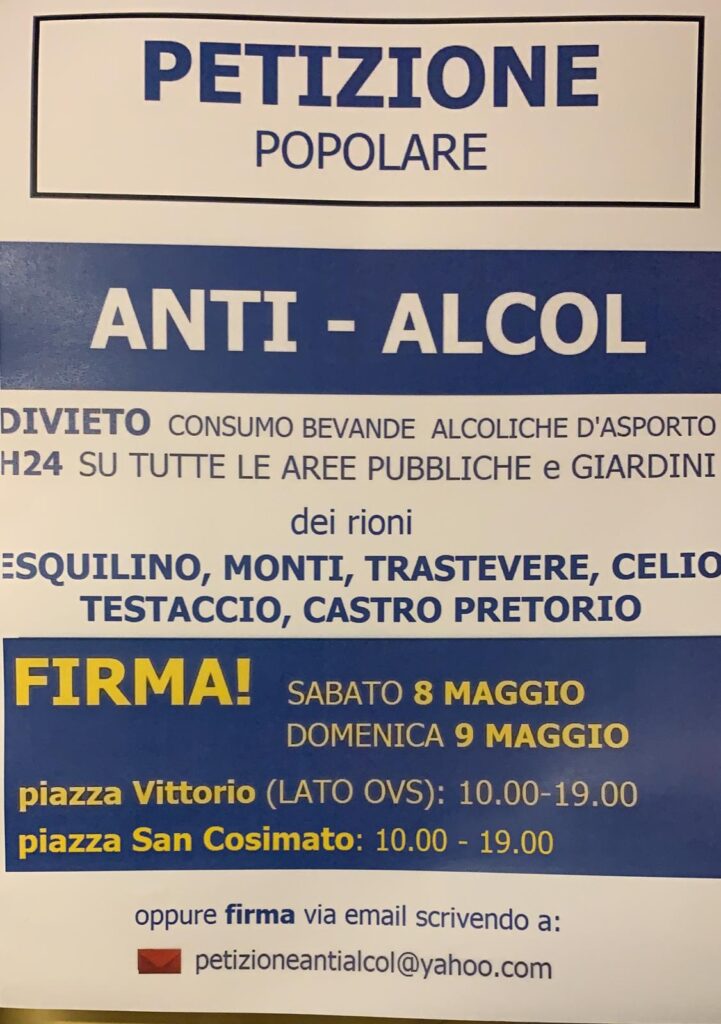 PETIZIONE
POPOLARE
ANTI - ALCOL
DIVIETO CONSUMO BEVANDE ALCOLICHE D'ASPORTO
H24 SU TUTTE LE AREE PUBBLICHE e GIARDINI
dei rioni
ESQUILINO, MONTI, TRASTEVERE, CELIO
TESTACCIO, CASTRO PRETORIO
FIRMA! SABATO 8 MAGGIO
DOMENICA 9 MAGGIO
piazza Vittorio (LATO OVS): 10.00-19.00
piazza San Cosimato: 10.00 - 19.00
oppure firma via email scrivendo a:
petizioneantialcol@yahoo.com